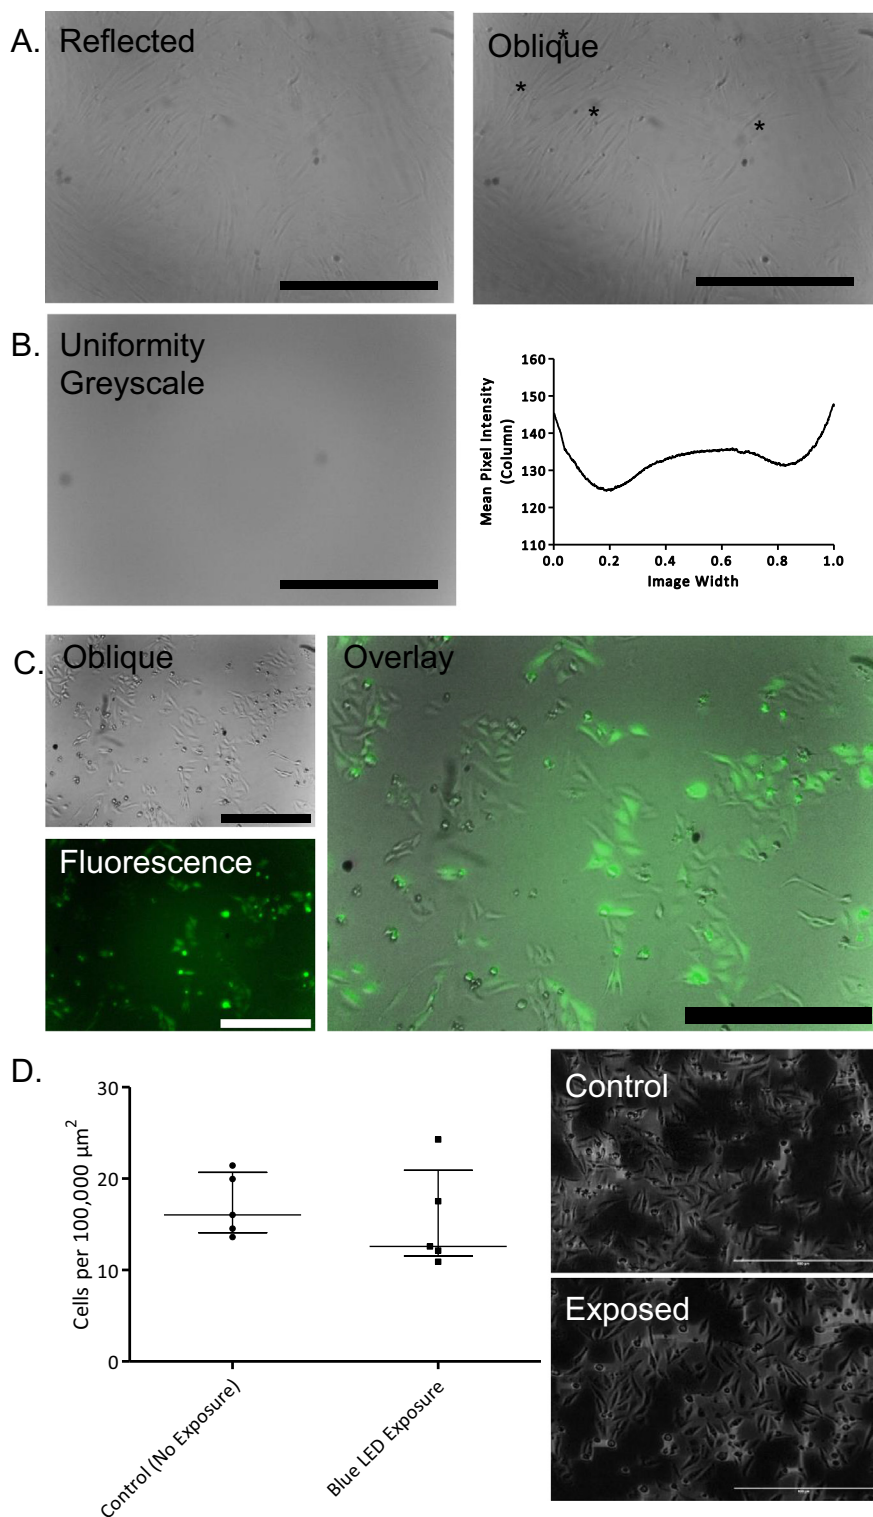 A.
Reflected
Oblique
*
*
*
*
B.
Uniformity
Greyscale
160
150
140
130
120
110
Mean Pixel Intensity
(Column)
0.0 0.2 0.4 0.6 0.8 1.0
Image Width
C.
Oblique
Overlay
Fluorescence
D.
30
20
10
0
Cells per 100,000 µm²
Control (No Exposure)
Blue LED Exposure
Control
Exposed